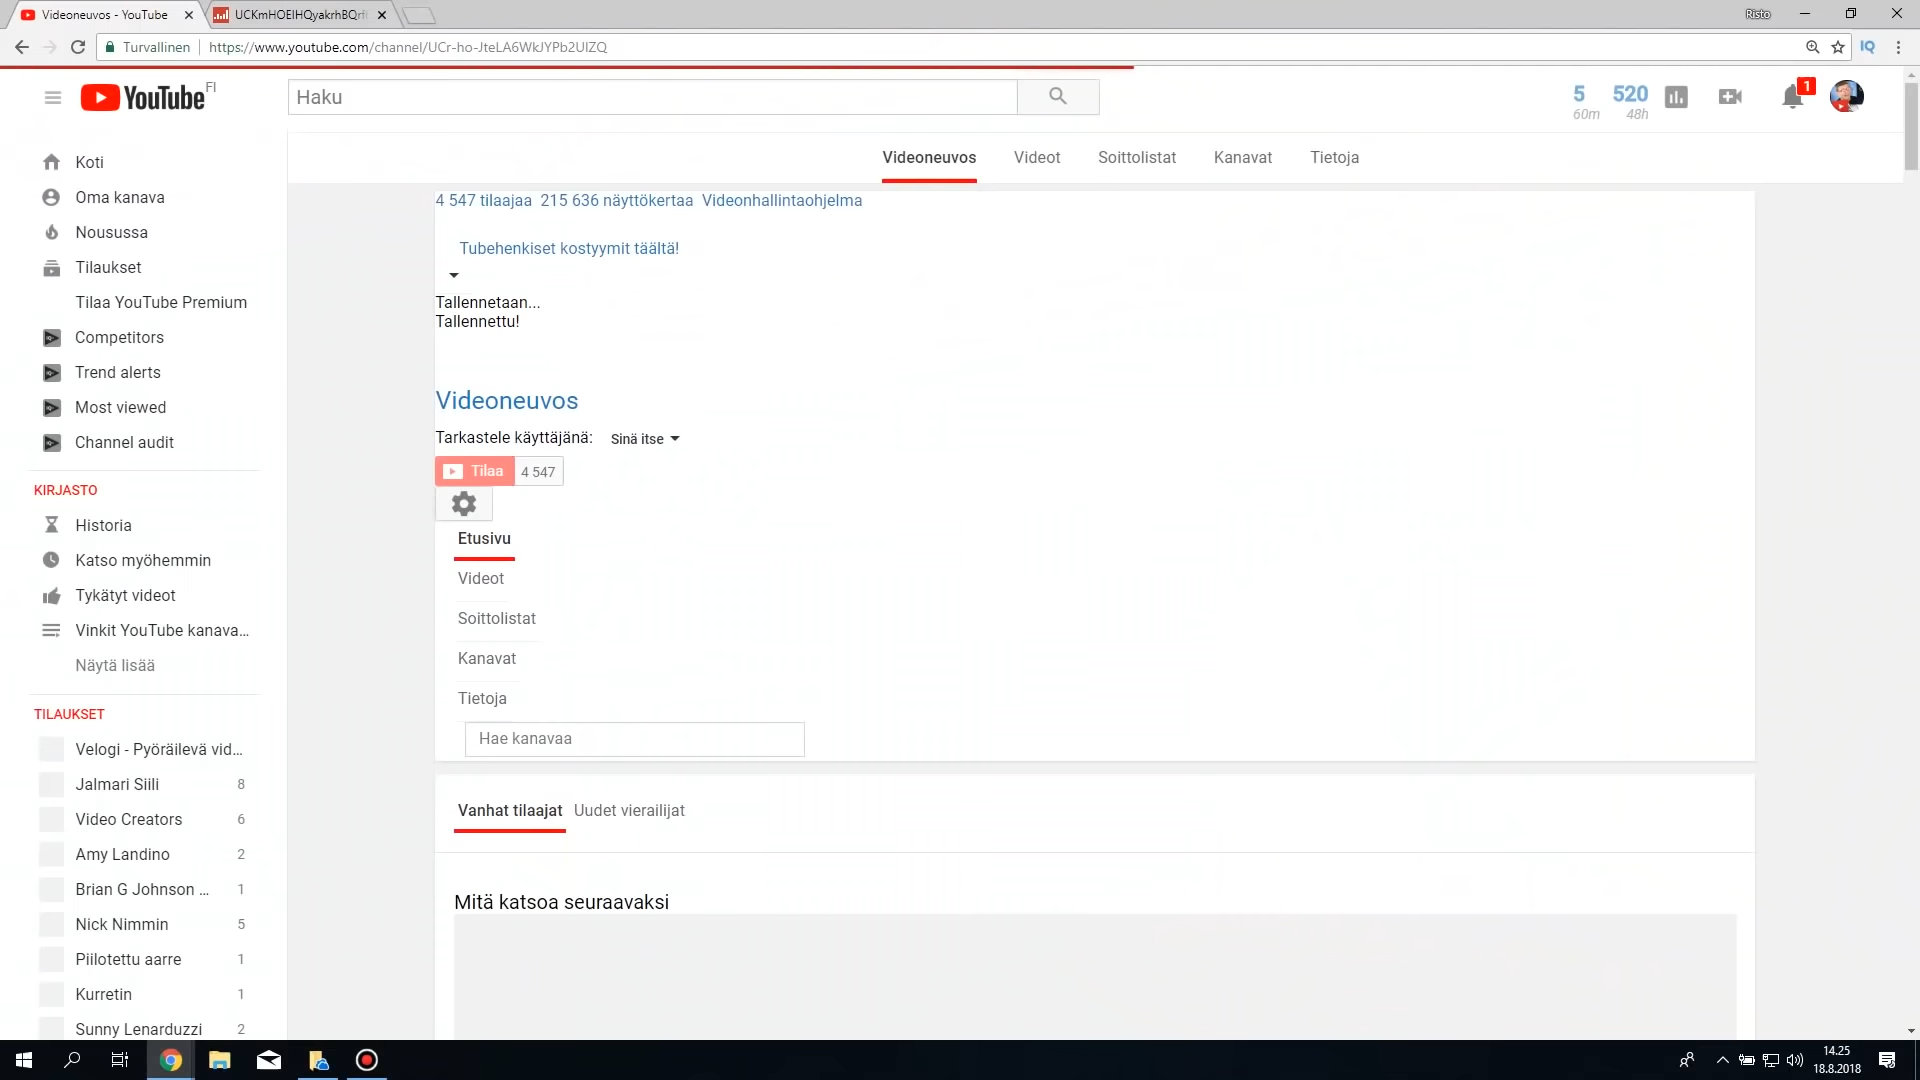 Videoneuvos - YouTube
Risto
Turvallinen
https://www.youtube.com/channel/UCr-ho-JteLA6WkJYPb2UIZQ
IQ
YouTube FI
Haku
5 60m
520 48h
1
Videoneuvos Videot Soittolistat Kanavat Tietoja
Koti
Oma kanava
Nousussa
Tilaukset
Tilaa YouTube Premium
Competitors
Trend alerts
Most viewed
Channel audit
KIRJASTO
Historia
Katso myöhemmin
Tykätyt videot
Vinkit YouTube kanava...
Näytä lisää
TILAUKSET
Velogi - Pyöräilevä vid...
Jalmari Siili 8
Video Creators 6
Amy Landino 2
Brian G Johnson ... 1
Nick Nimmin 5
Piilotettu aarre 1
Kurretin 1
Sunny Lenarduzzi 2
4 547 tilaajaa 215 636 näyttökertaa Videonhallintaohjelma
Tubehenkiset kostyymit täältä!
Tallennetaan...
Tallennettu!
Videoneuvos
Tarkastele käyttäjänä: Sinä itse
Tilaa 4 547
Etusivu
Videot
Soittolistat
Kanavat
Tietoja
Hae kanavaa
Vanhat tilaajat Uudet vierailijat
Mitä katsoa seuraavaksi
14.25
18.8.2018